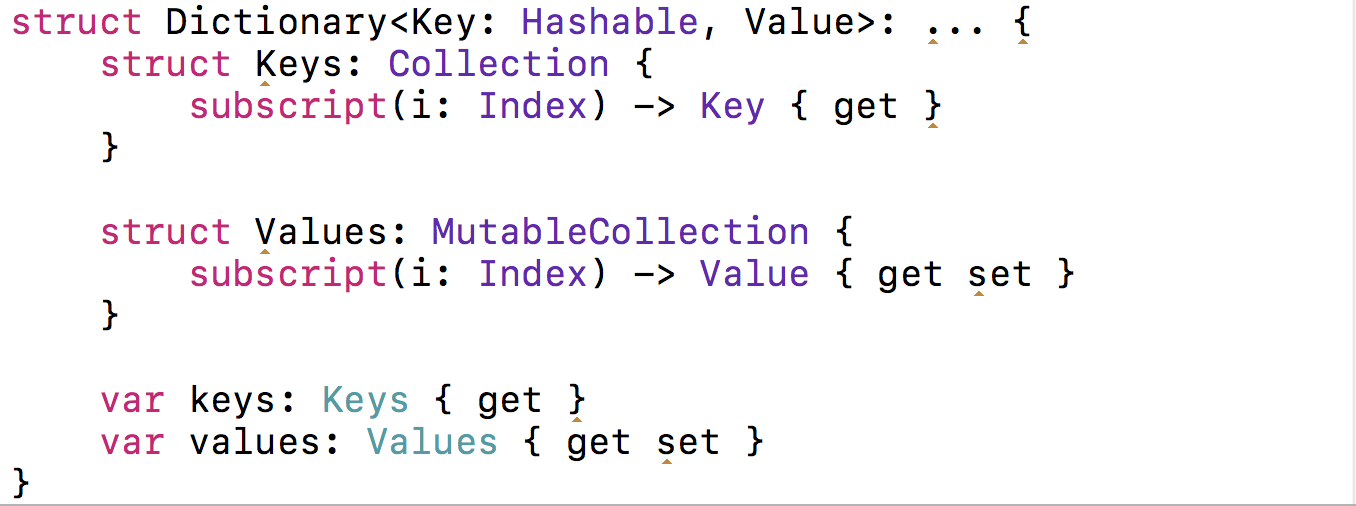 struct Dictionary<Key: Hashable, Value>: ... {
    struct Keys: Collection {
        subscript(i: Index) -> Key { get }
    }

    struct Values: MutableCollection {
        subscript(i: Index) -> Value { get set }
    }

    var keys: Keys { get }
    var values: Values { get set }
}